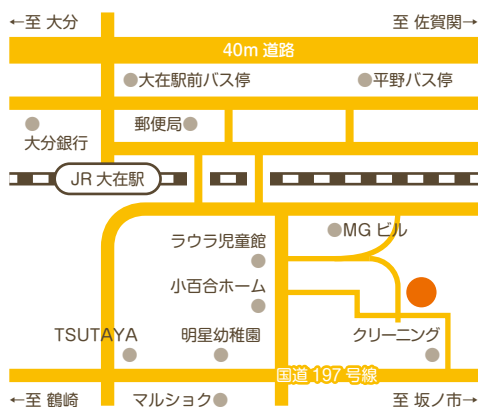 ←至 大分
至 佐賀関→
40m 道路
大在駅前バス停
平野バス停
郵便局
大分銀行
JR 大在駅
MG ビル
ラウラ児童館
小百合ホーム
TSUTAYA
明星幼稚園
クリーニング
国道 197 号線
←至 鶴崎
マルショク
至 坂ノ市→